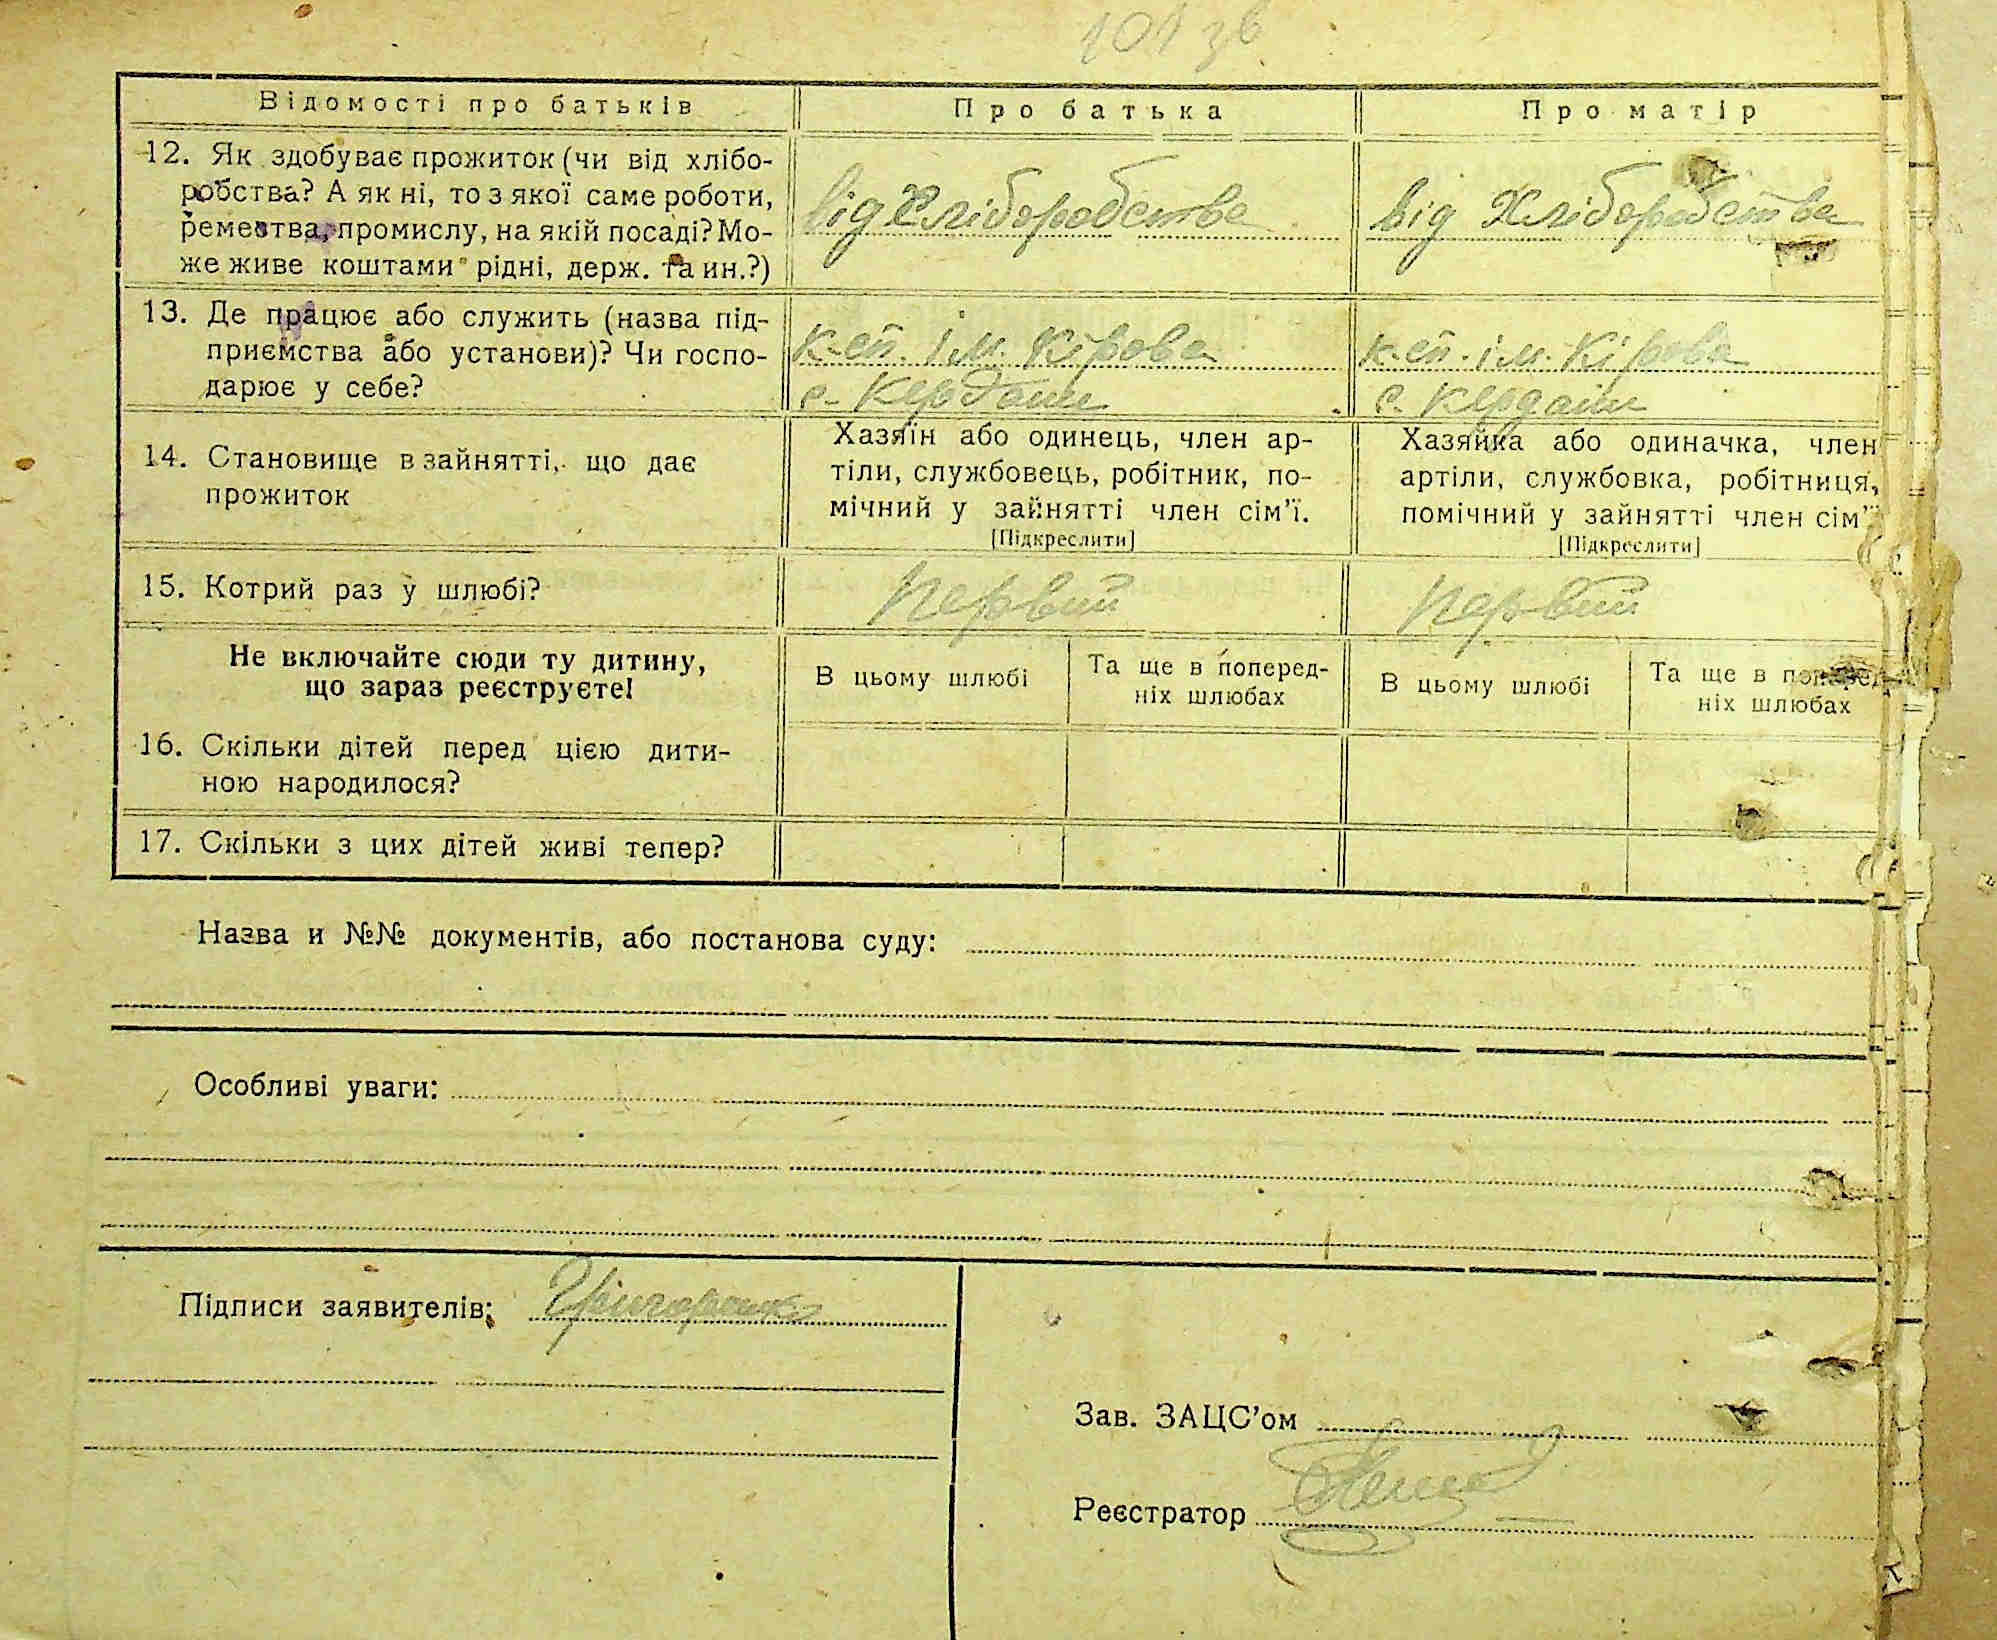 101 зв
Відомості про батьків Про батька Про матір
12. Як здобуває прожиток (чи від хлібо-
робства? А як ні, то з якої саме роботи,
ремества, промислу, на якій посаді? Мо-
же живе коштами рідні, держ. та ин.?)
від Хліборобства від Хліборобства
13. Де працює або служить (назва під-
приємства або установи)? Чи госпо-
дарює у себе?
к-сп. ім. Кірова к-сп. ім. Кірова
с. Кердани с. Кердани
14. Становище в зайнятті, що дає
прожиток
Хазяїн або одинець, член ар-
тіли, службовець, робітник, по-
мічний у зайнятті член сім'ї.
[Підкреслити]
Хазяйка або одиначка, член
артіли, службовка, робітниця,
помічний у зайнятті член сім'ї
[Підкреслити]
15. Котрий раз у шлюбі? Первий Первий
Не включайте сюди ту дитину,
що зараз реєструєте!
В цьому шлюбі Та ще в поперед-
ніх шлюбах
В цьому шлюбі Та ще в поперед-
ніх шлюбах
16. Скільки дітей перед цією дити-
ною народилося?
17. Скільки з цих дітей живі тепер?
Назва и №№ документів, або постанова суду:
Особливі уваги:
Підписи заявителів:
Зав. ЗАЦС'ом
Реєстратор